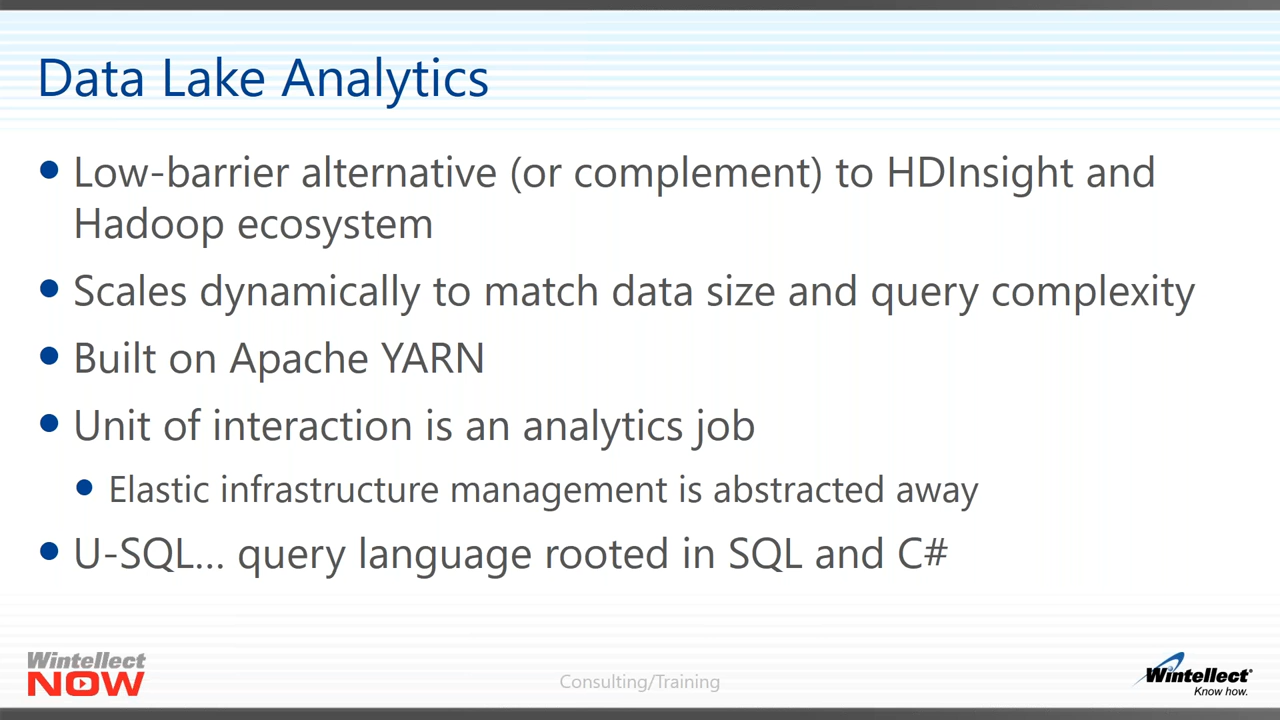 Data Lake Analytics
Low-barrier alternative (or complement) to HDInsight and
Hadoop ecosystem
Scales dynamically to match data size and query complexity
Built on Apache YARN
Unit of interaction is an analytics job
Elastic infrastructure management is abstracted away
U-SQL... query language rooted in SQL and C#
Wintellect
NOW
Consulting/Training
Wintellect
Know how.